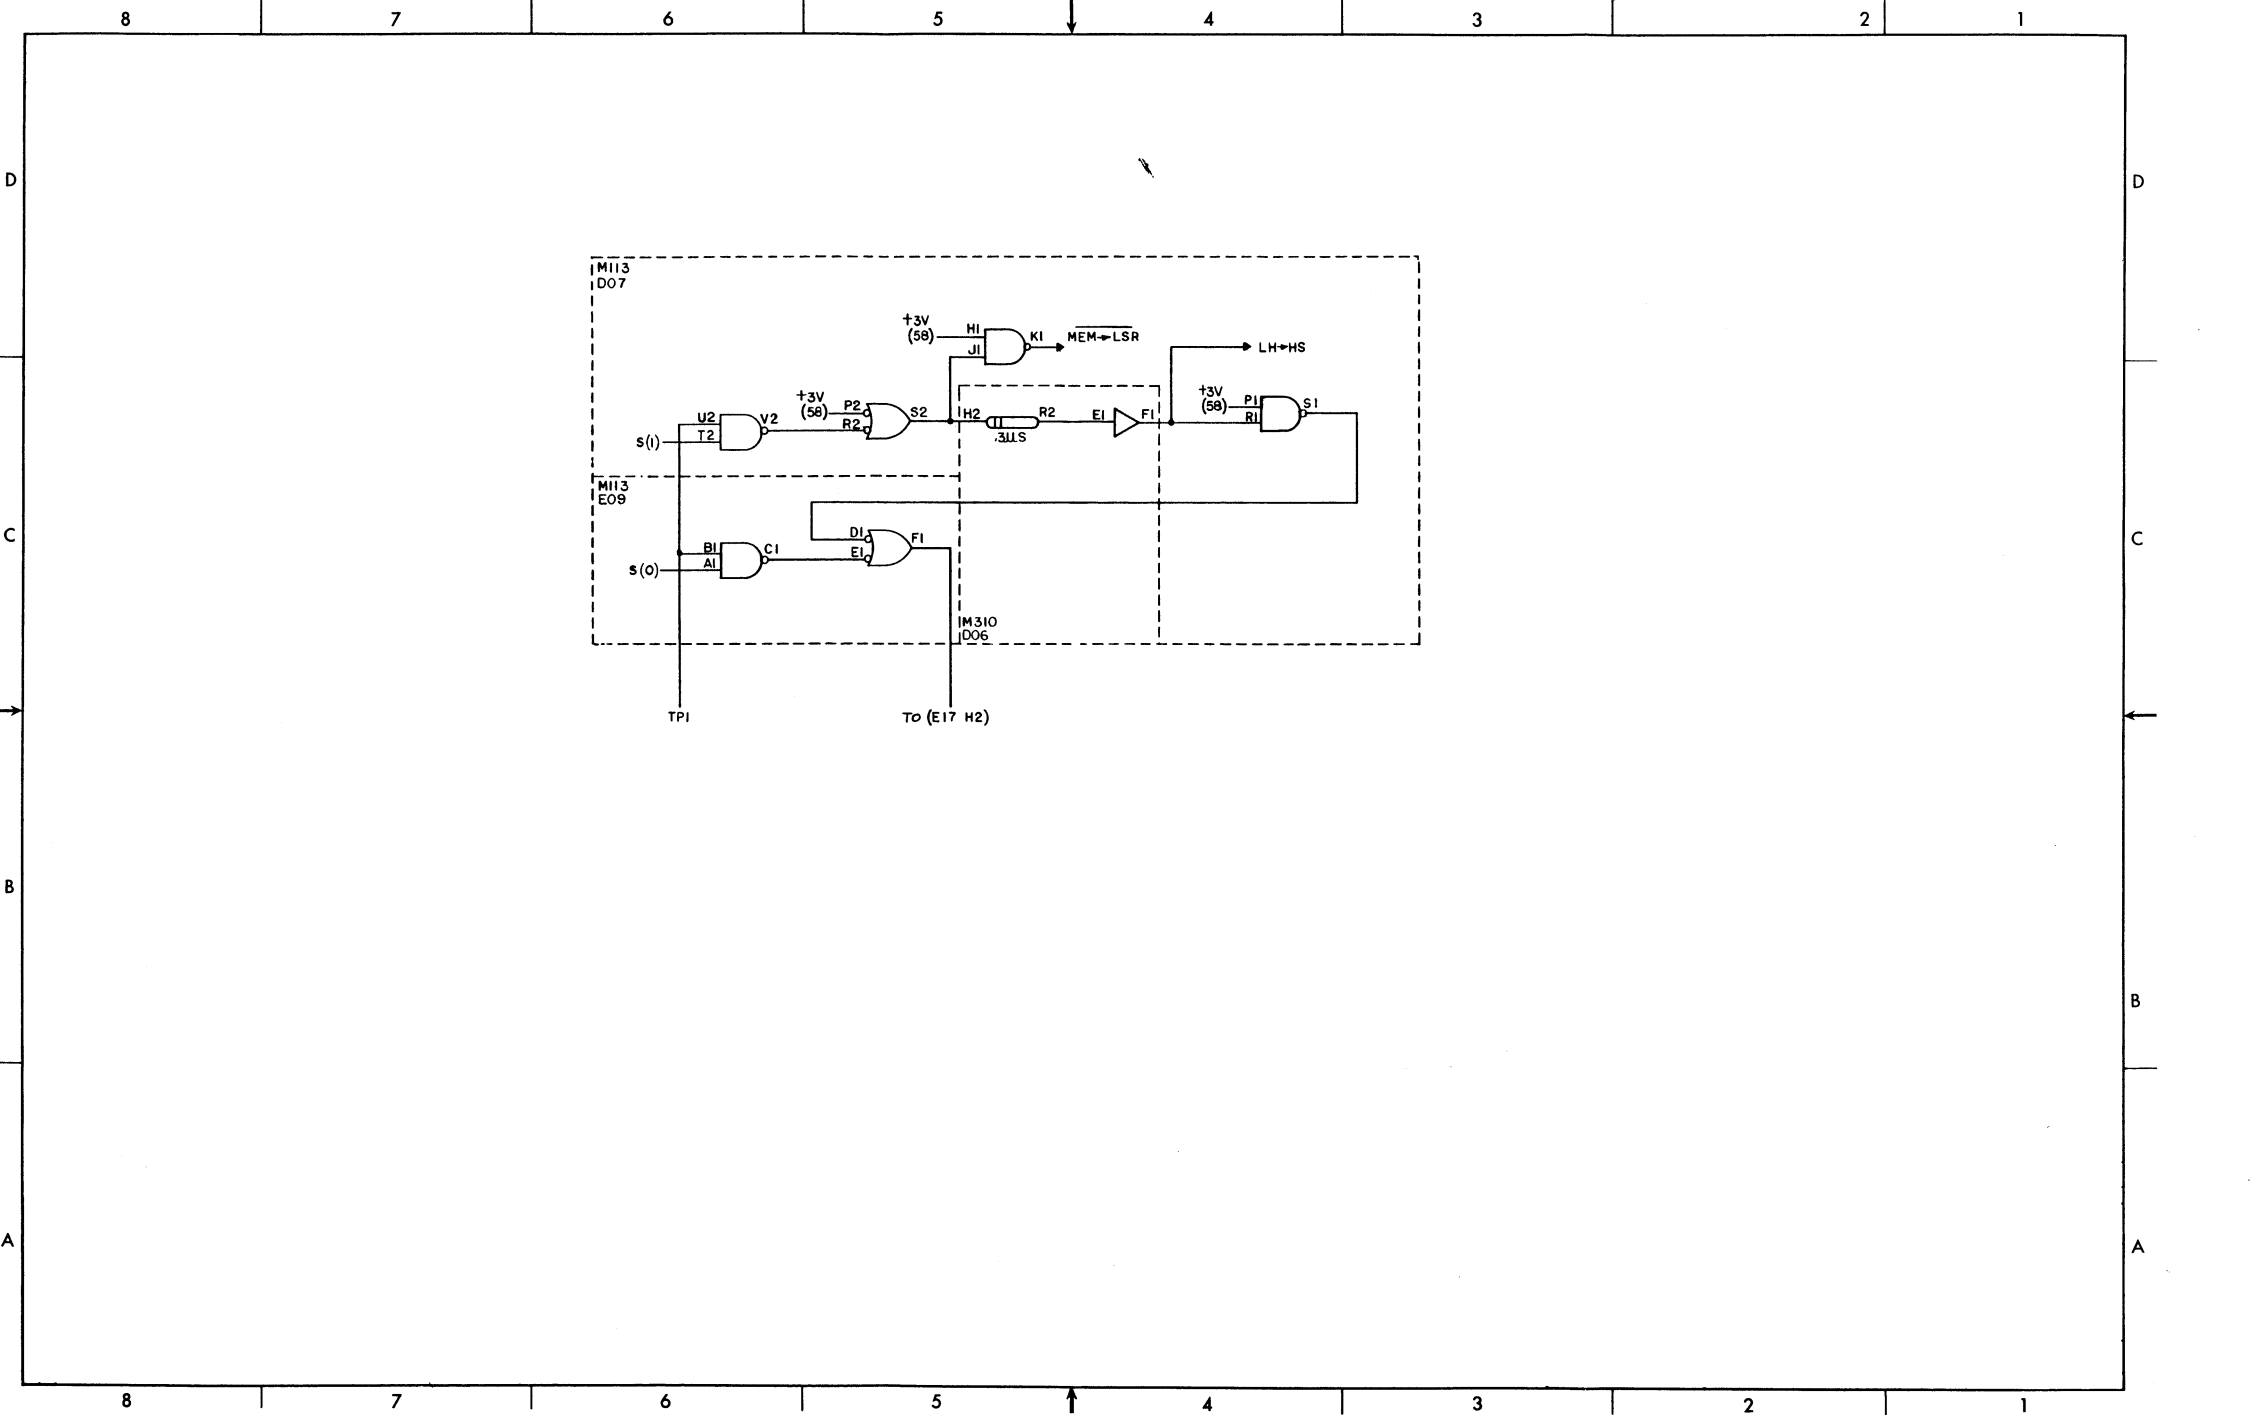 8 7 6 5 4 3 2 1
D D
M113
D07
+3V
(58) H1 K1 MEM→LSR
J1
LH→HS
+3V
(58) P1 S1
R1
+3V
(58) P2 S2 H2 R2 E1 F1
R2
.3µS
U2 V2
S(1) T2
M113
E09
C C
D1 F1
E1
B1 C1
S(0) A1
M310
D06
TP1 TO (E17 H2)
B B
A A
8 7 6 5 4 3 2 1